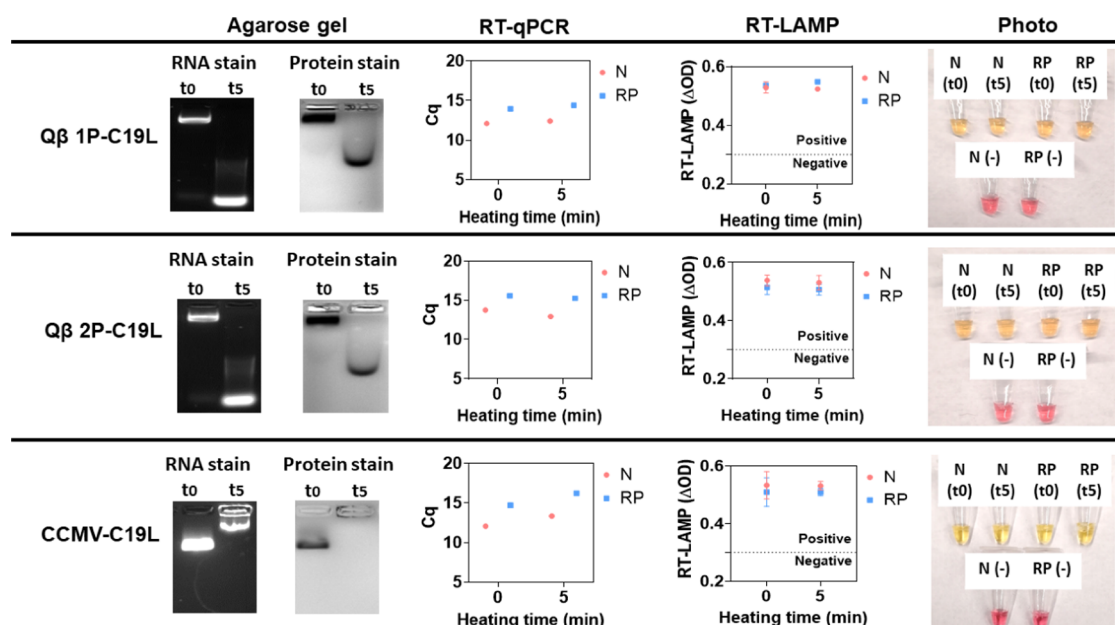 Agarose gel RT-qPCR RT-LAMP Photo
Qβ 1P-C19L
RNA stain Protein stain
t0 t5 t0 t5
20
15
10
5
Cq
0 5
Heating time (min)
N
RP
0.6
0.4
0.2
RT-LAMP (ΔOD)
Positive
Negative
0 5
Heating time (min)
N
RP
N N RP RP
(t0) (t5) (t0) (t5)
N (-) RP (-)
Qβ 2P-C19L
RNA stain Protein stain
t0 t5 t0 t5
20
15
10
5
Cq
0 5
Heating time (min)
N
RP
0.6
0.4
0.2
RT-LAMP (ΔOD)
Positive
Negative
0 5
Heating time (min)
N
RP
N N RP RP
(t0) (t5) (t0) (t5)
N (-) RP (-)
CCMV-C19L
RNA stain Protein stain
t0 t5 t0 t5
20
15
10
5
Cq
0 5
Heating time (min)
N
RP
0.6
0.4
0.2
RT-LAMP (ΔOD)
Positive
Negative
0 5
Heating time (min)
N
RP
N N RP RP
(t0) (t5) (t0) (t5)
N (-) RP (-)